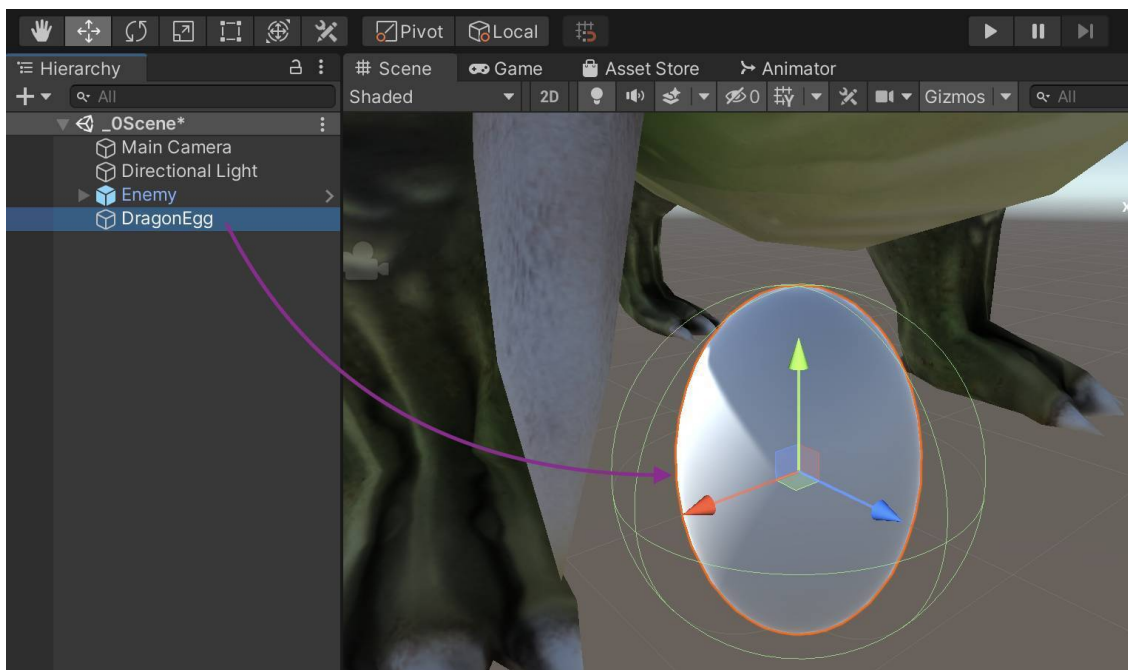 Pivot Local
Hierarchy
# Scene Game Asset Store Animator
All
Shaded 2D 0 Gizmos All
_0Scene*
Main Camera
Directional Light
Enemy
DragonEgg
x